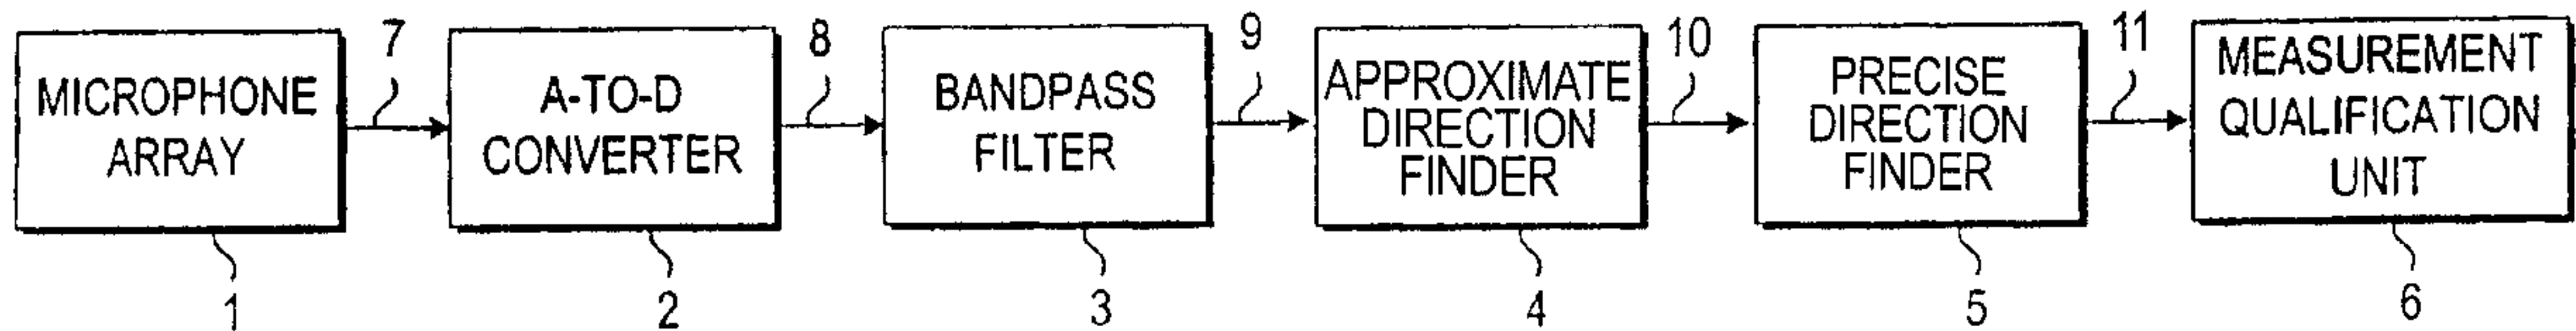 MICROPHONE
ARRAY
7
A-TO-D
CONVERTER
8
BANDPASS
FILTER
9
APPROXIMATE
DIRECTION
FINDER
10
PRECISE
DIRECTION
FINDER
11
MEASUREMENT
QUALIFICATION
UNIT
1
2
3
4
5
6